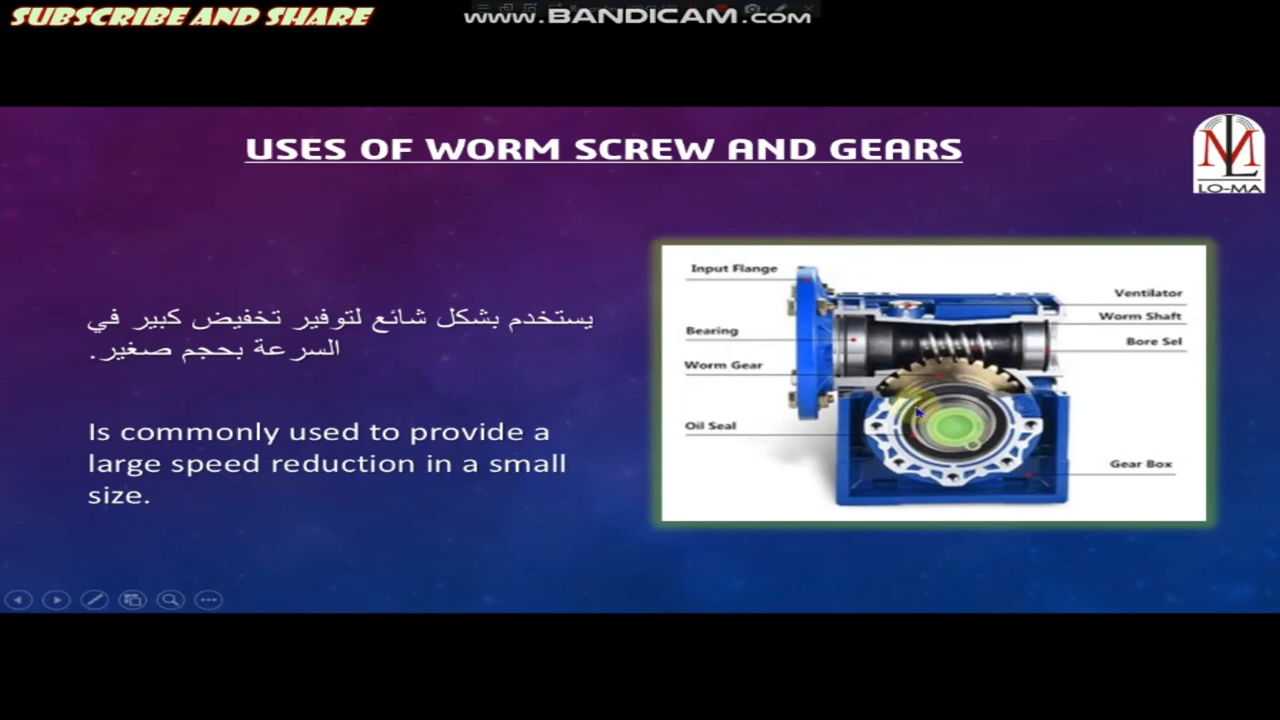 SUBSCRIBE AND SHARE
www.BANDICAM.com
USES OF WORM SCREW AND GEARS
LO-MA
يستخدم بشكل شائع لتوفير تخفيض كبير في
السرعة بحجم صغير.
Is commonly used to provide a
large speed reduction in a small
size.
Input Flange
Bearing
Worm Gear
Oil Seal
Ventilator
Worm Shaft
Bore Sel
Gear Box